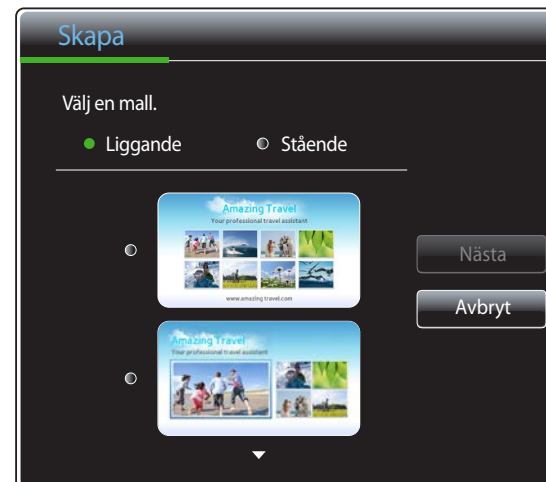 Skapa
Välj en mall.
Liggande Stående
Amazing Travel
Your professional travel assistant
www.amazing travel.com
Nästa
Avbryt
Amazing Travel
Your professional travel assistant